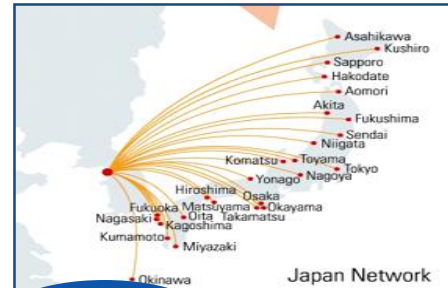 Asahikawa
Kushiro
Sapporo
Hakodate
Aomori
Akita
Fukushima
Sendai
Niigata
Komatsu
Toyama
Tokyo
Yonago
Nagoya
Hiroshima
Osaka
Fukuoka
Matsuyama
Okayama
Nagasaki
Oita
Takamatsu
Kagoshima
Kumamoto
Miyazaki
Okinawa
Japan Network